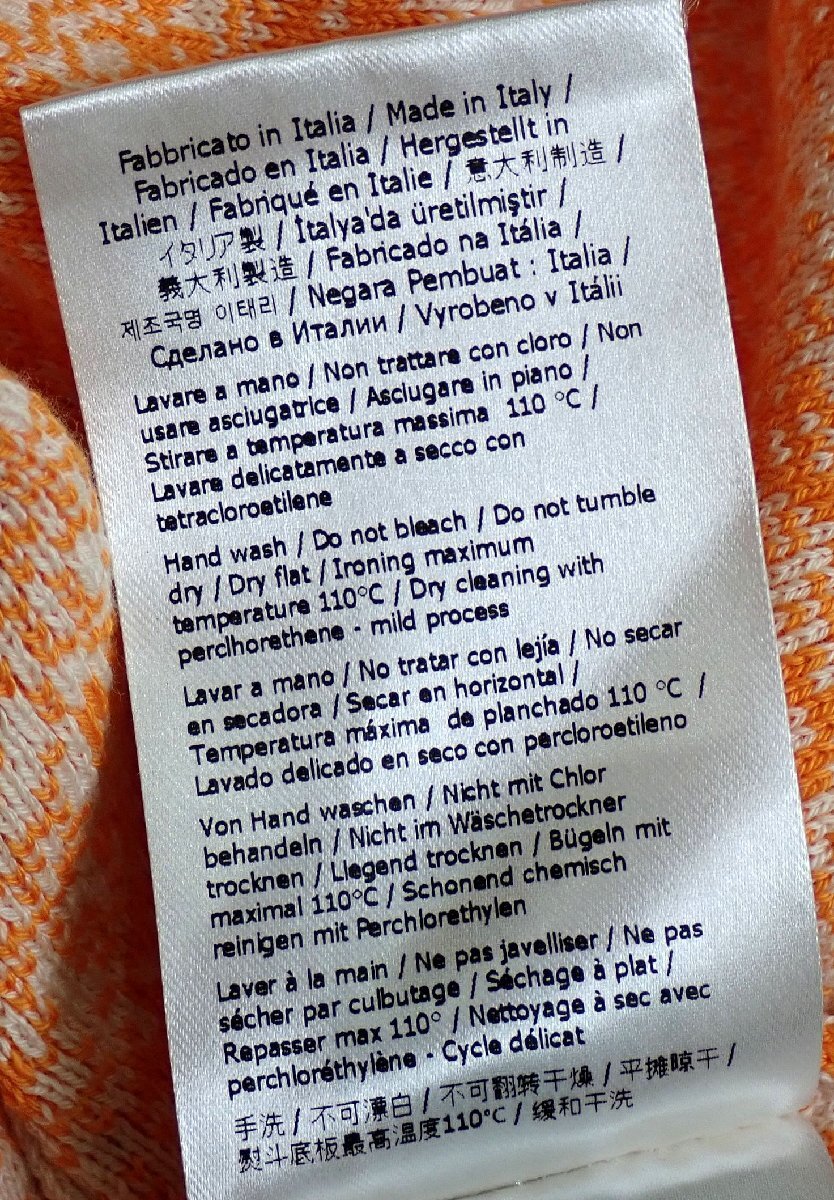 Fabbricato in Italia / Made in Italy /
Fabricado en Italia / Hergestellt in
Italien / Fabriqué en Italie / 意大利制造 /
イタリア製 / İtalya'da üretilmiştir /
義大利製造 / Fabricado na Itália /
제조국명 이태리 / Negara Pembuat : Italia /
Сделано в Италии / Vyrobeno v Itálii
Lavare a mano / Non trattare con cloro / Non
usare asciugatrice / Asciugare in piano /
Stirare a temperatura massima 110 °C /
Lavare delicatamente a secco con
tetracloroetilene
Hand wash / Do not bleach / Do not tumble
dry / Dry flat / Ironing maximum
temperature 110°C / Dry cleaning with
perclhorethene - mild process
Lavar a mano / No tratar con lejía / No secar
en secadora / Secar en horizontal /
Temperatura máxima de planchado 110 °C /
Lavado delicado en seco con percloroetileno
Von Hand waschen / Nicht mit Chlor
behandeln / Nicht im Wäschetrockner
trocknen / Liegend trocknen / Bügeln mit
maximal 110°C / Schonend chemisch
reinigen mit Perchlorethylen
Laver à la main / Ne pas javelliser / Ne pas
sécher par culbutage / Séchage à plat /
Repasser max 110° / Nettoyage à sec avec
perchloréthylène - Cycle délicat
手洗 / 不可漂白 / 不可翻转干燥 / 平摊晾干 /
熨斗底板最高温度110°C / 缓和干洗